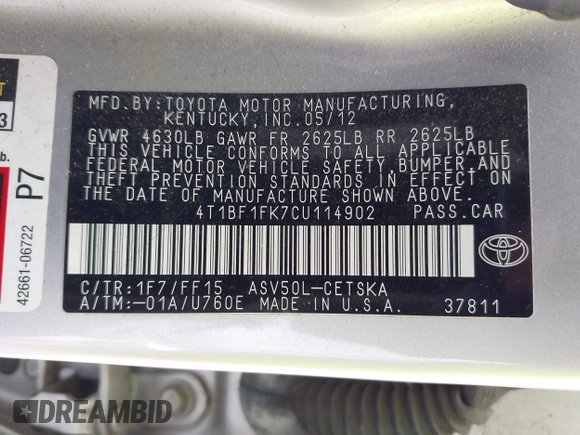 MFD.BY:TOYOTA MOTOR MANUFACTURING,
KENTUCKY,INC.05/12
GVWR 4630LB GAWR FR 2625LB RR 2625LB
THIS VEHICLE CONFORMS TO ALL APPLICABLE
FEDERAL MOTOR VEHICLE SAFETY, BUMPER AND
THEFT PREVENTION STANDARDS IN EFFECT ON
THE DATE OF MANUFACTURE SHOWN ABOVE.
4T1BF1FK7CU114902 PASS.CAR
C/TR:1F7/FF15 ASV50L-CETSKA
A/TM:-01A/U760E MADE IN U.S.A. 37811
P7
42661-06722
3
b.
DREAMBID